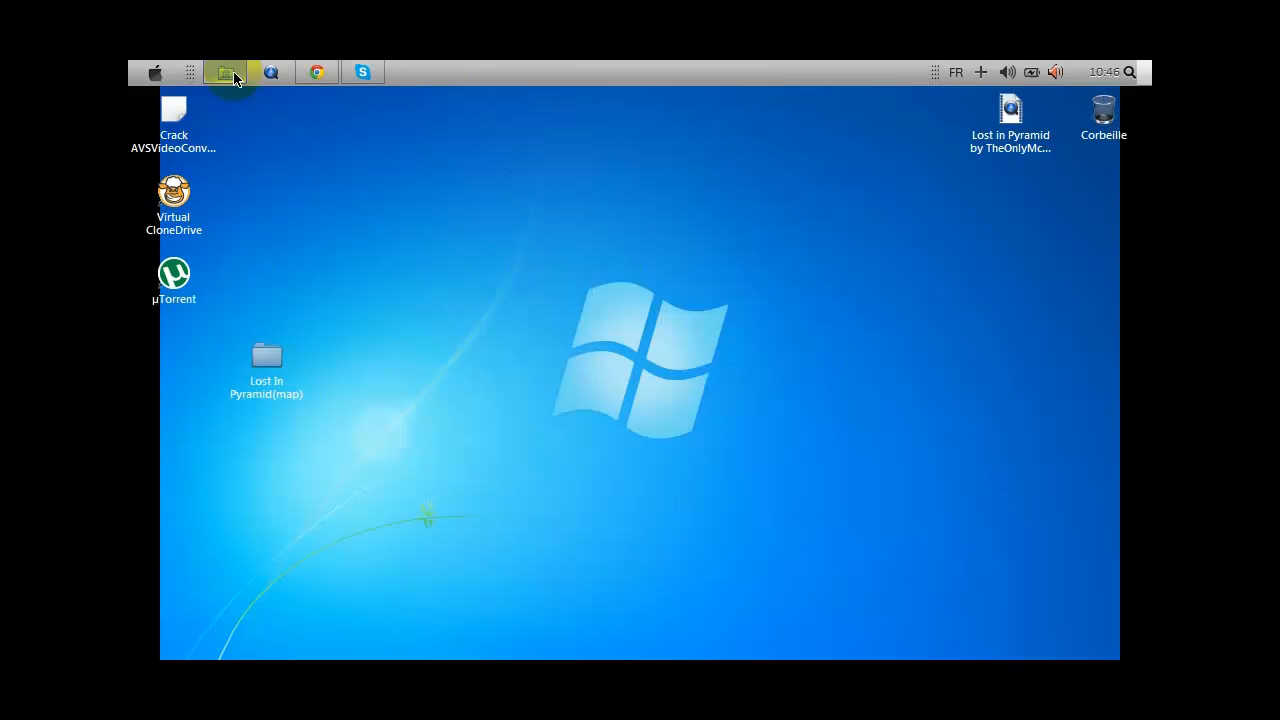 FR
10:46
Crack
AVSVideoConv...
Virtual
CloneDrive
µTorrent
Lost In
Pyramid(map)
Lost in Pyramid
by TheOnlyMc...
Corbeille